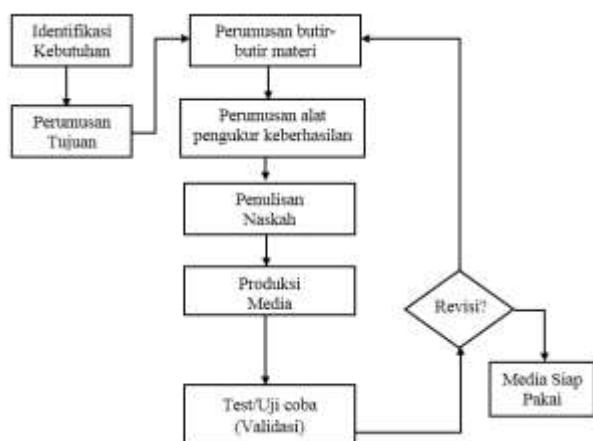 Identifikasi
Kebutuhan
Perumusan
Tujuan
Perumusan butir-
butir materi
Perumusan alat
pengukur keberhasilan
Penulisan
Naskah
Produksi
Media
Test/Uji coba
(Validasi)
Revisi?
Media Siap
Pakai